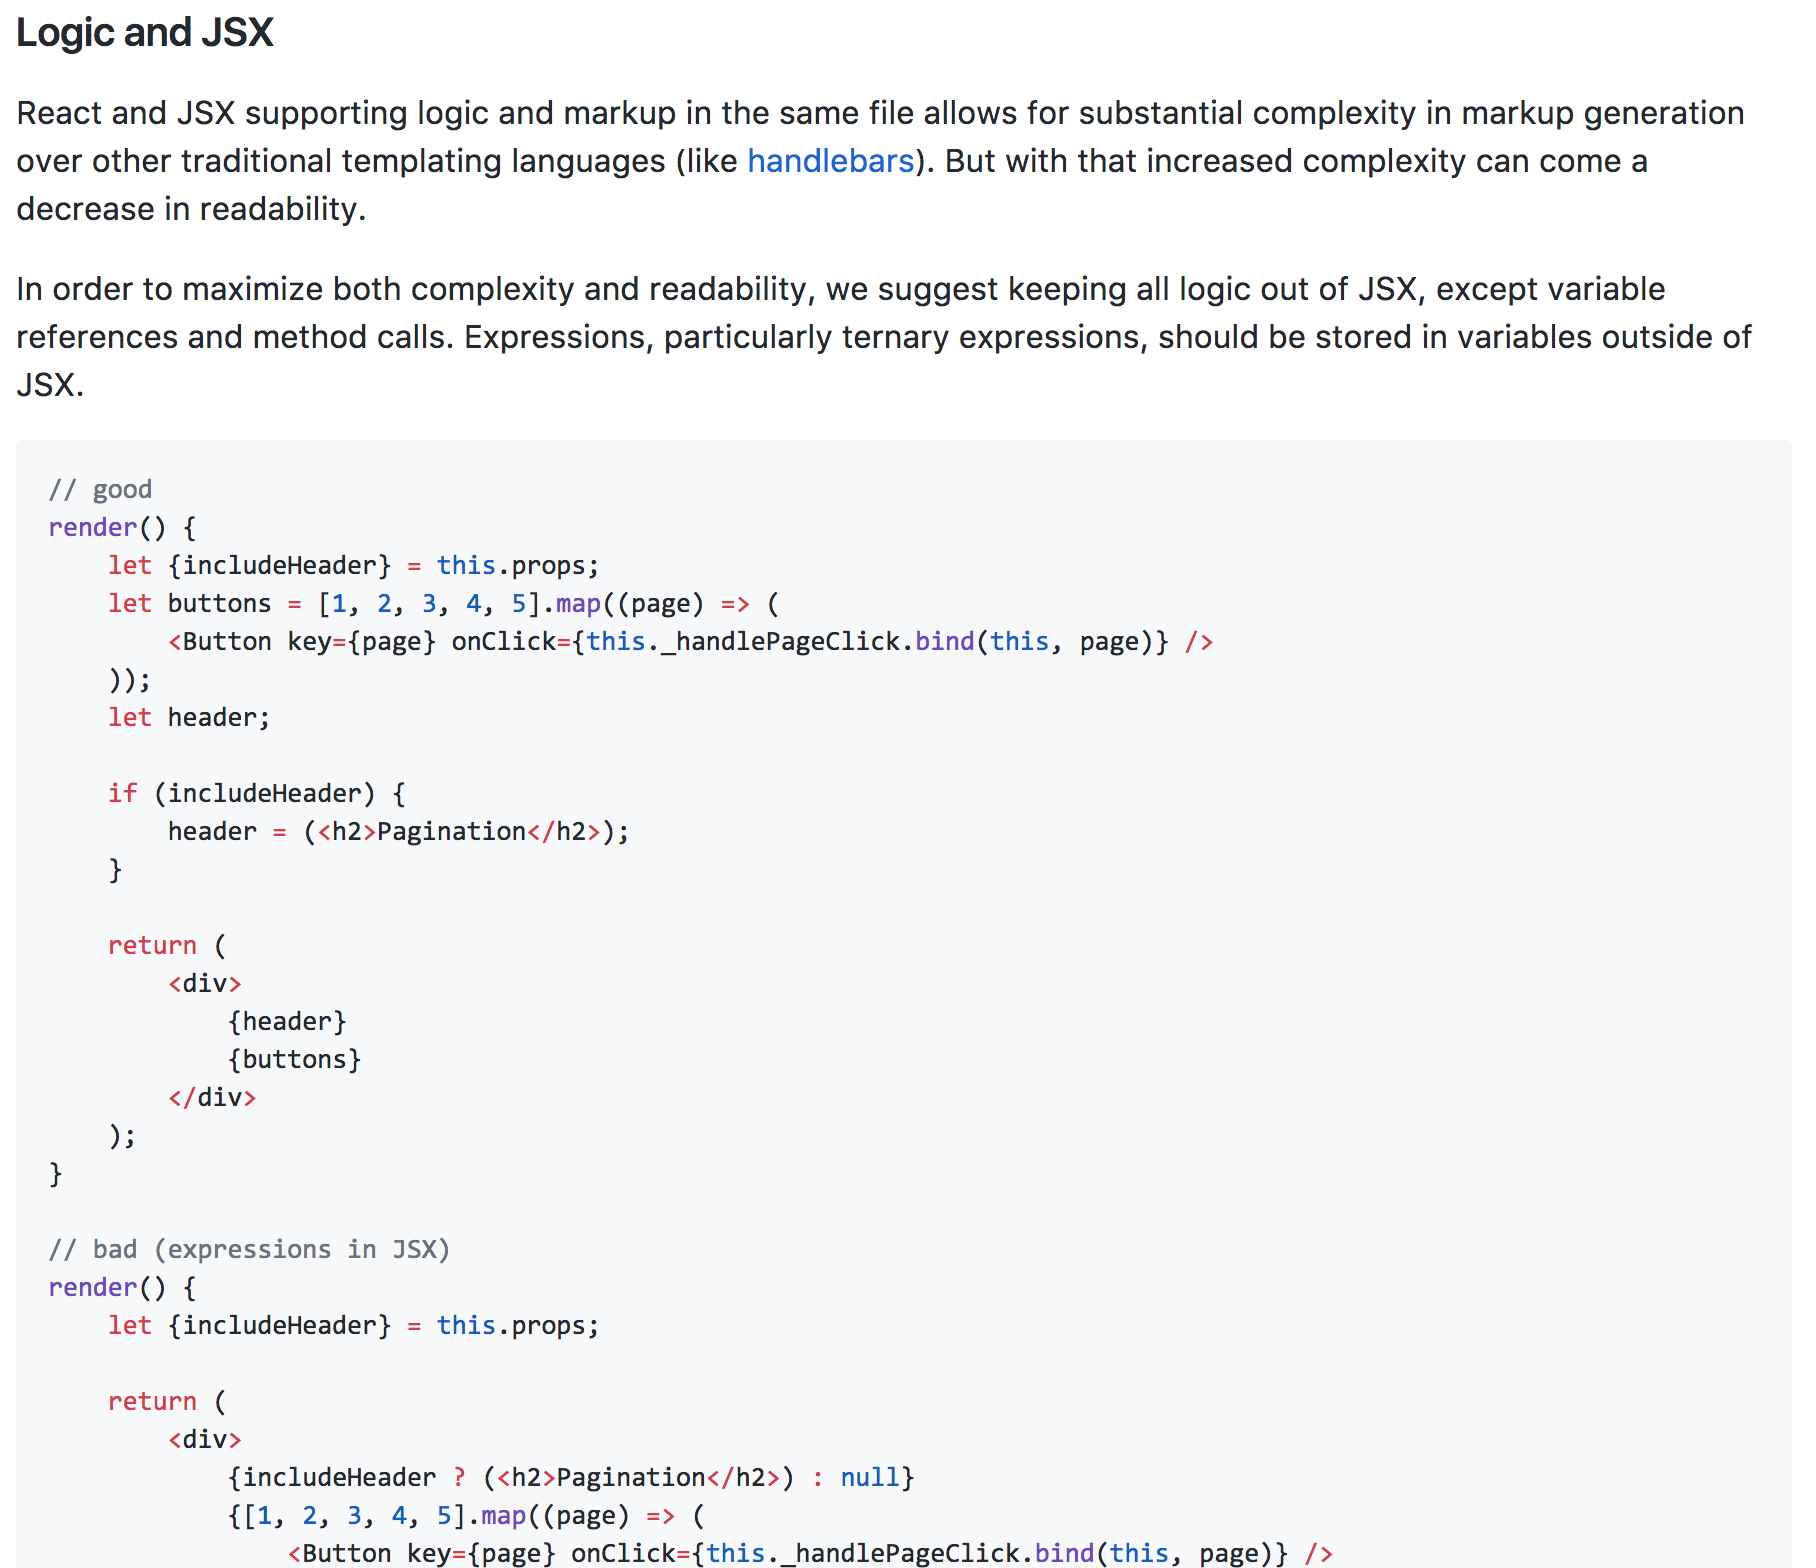 Logic and JSX
React and JSX supporting logic and markup in the same file allows for substantial complexity in markup generation
over other traditional templating languages (like handlebars). But with that increased complexity can come a
decrease in readability.
In order to maximize both complexity and readability, we suggest keeping all logic out of JSX, except variable
references and method calls. Expressions, particularly ternary expressions, should be stored in variables outside of
JSX.
// good
render() {
    let {includeHeader} = this.props;
    let buttons = [1, 2, 3, 4, 5].map((page) => (
        <Button key={page} onClick={this._handlePageClick.bind(this, page)} />
    ));
    let header;
    if (includeHeader) {
        header = (<h2>Pagination</h2>);
    }
    return (
        <div>
            {header}
            {buttons}
        </div>
    );
}
// bad (expressions in JSX)
render() {
    let {includeHeader} = this.props;
    return (
        <div>
            {includeHeader ? (<h2>Pagination</h2>) : null}
            {[1, 2, 3, 4, 5].map((page) => (
                <Button key={page} onClick={this._handlePageClick.bind(this, page)} />